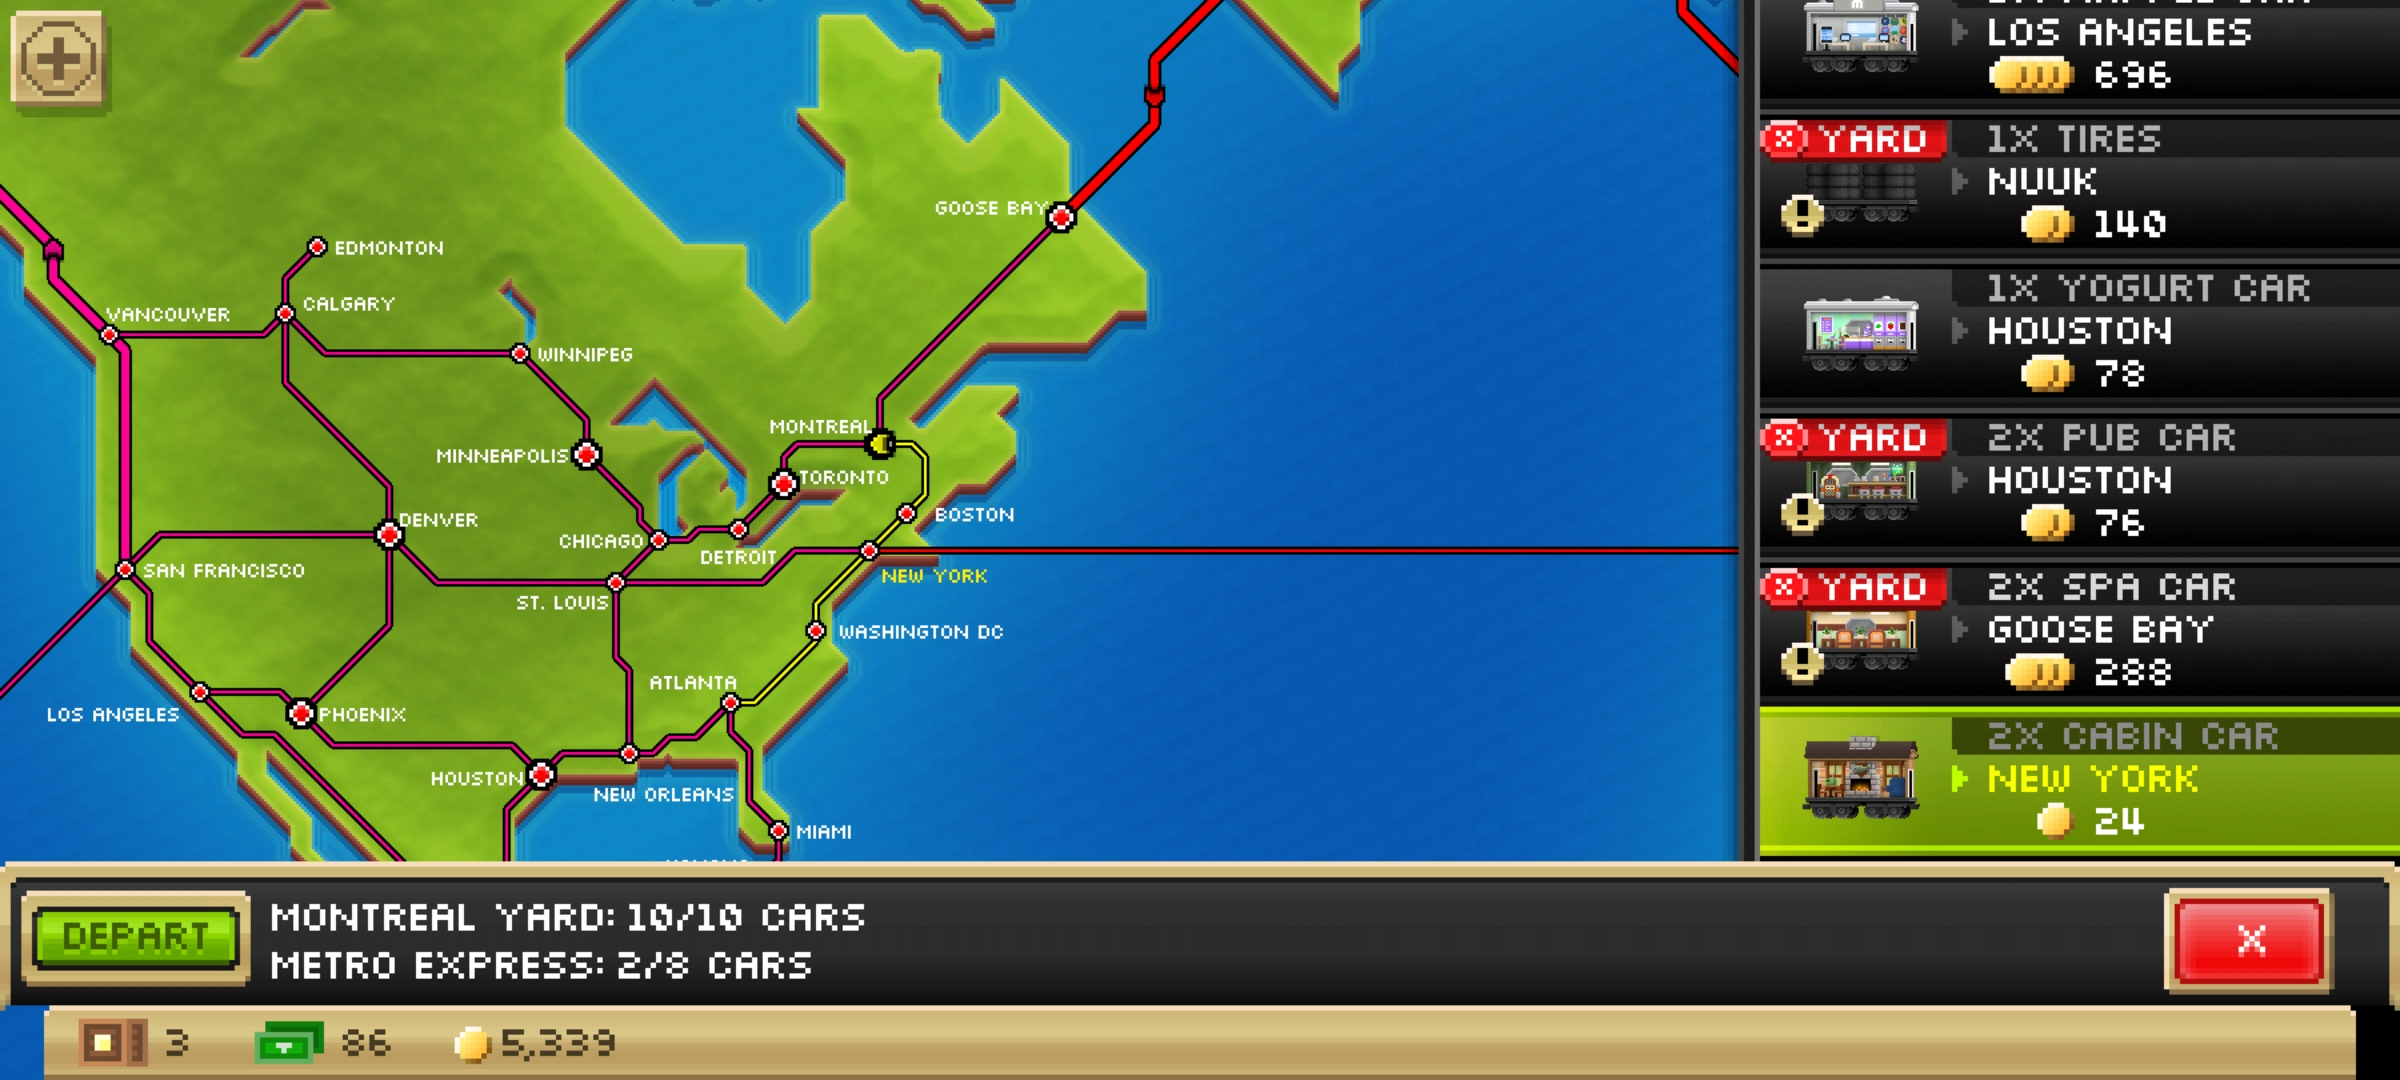 LOS ANGELES
696
YARD
1X TIRES
NUUK
140
1X YOGURT CAR
HOUSTON
78
YARD
2X PUB CAR
HOUSTON
76
YARD
2X SPA CAR
GOOSE BAY
288
2X CABIN CAR
NEW YORK
24
GOOSE BAY
EDMONTON
CALGARY
VANCOUVER
WINNIPEG
MONTREAL
MINNEAPOLIS
TORONTO
DENVER
BOSTON
CHICAGO
DETROIT
SAN FRANCISCO
NEW YORK
ST. LOUIS
WASHINGTON DC
ATLANTA
LOS ANGELES
PHOENIX
HOUSTON
NEW ORLEANS
MIAMI
DEPART
MONTREAL YARD: 10/10 CARS
METRO EXPRESS: 2/8 CARS
X
3
86
5,339